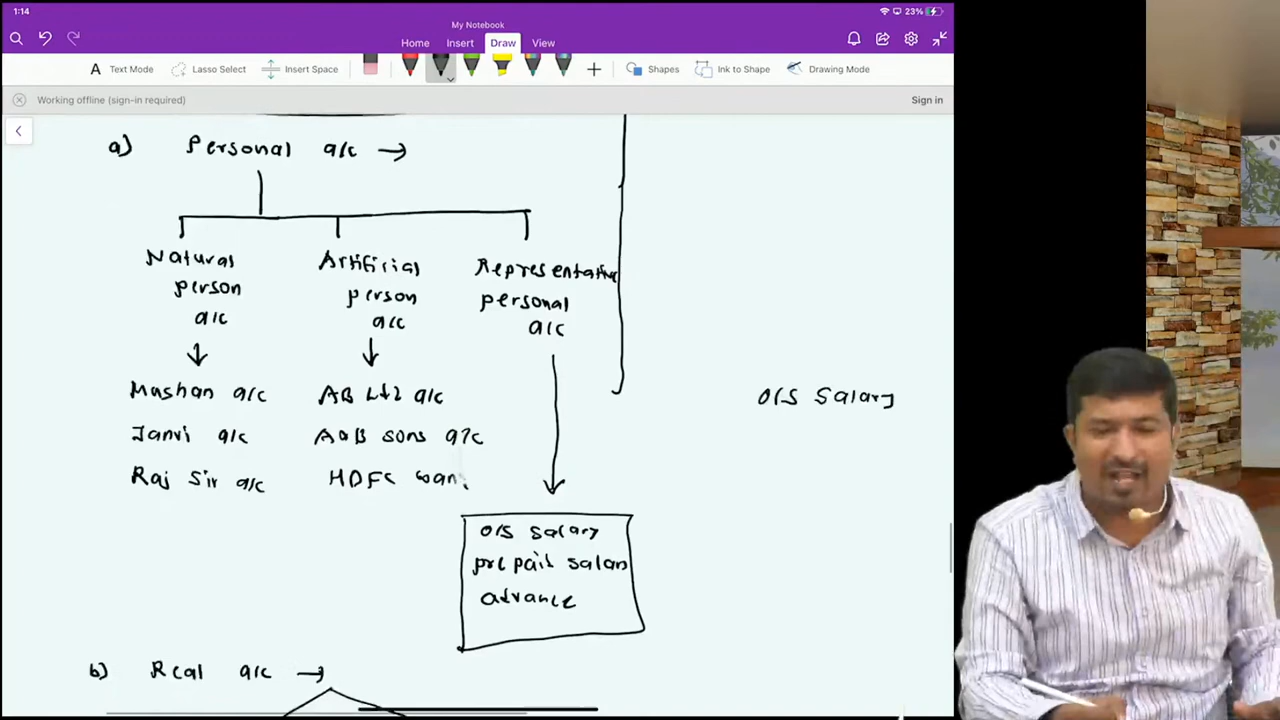 1:14
23%
My Notebook
Home Insert Draw View
Text Mode Lasso Select Insert Space Shapes Ink to Shape Drawing Mode
Working offline (sign-in required) Sign in
a) Personal a/c →
Natural person a/c
Artificial person a/c
Representative personal a/c
Mushan a/c
Janvi a/c
Raj Sir a/c
AB Ltd a/c
A&B sons a/c
HDFC
O/S Salary
prepaid salary
advance
O/S Salary
b) Real a/c →